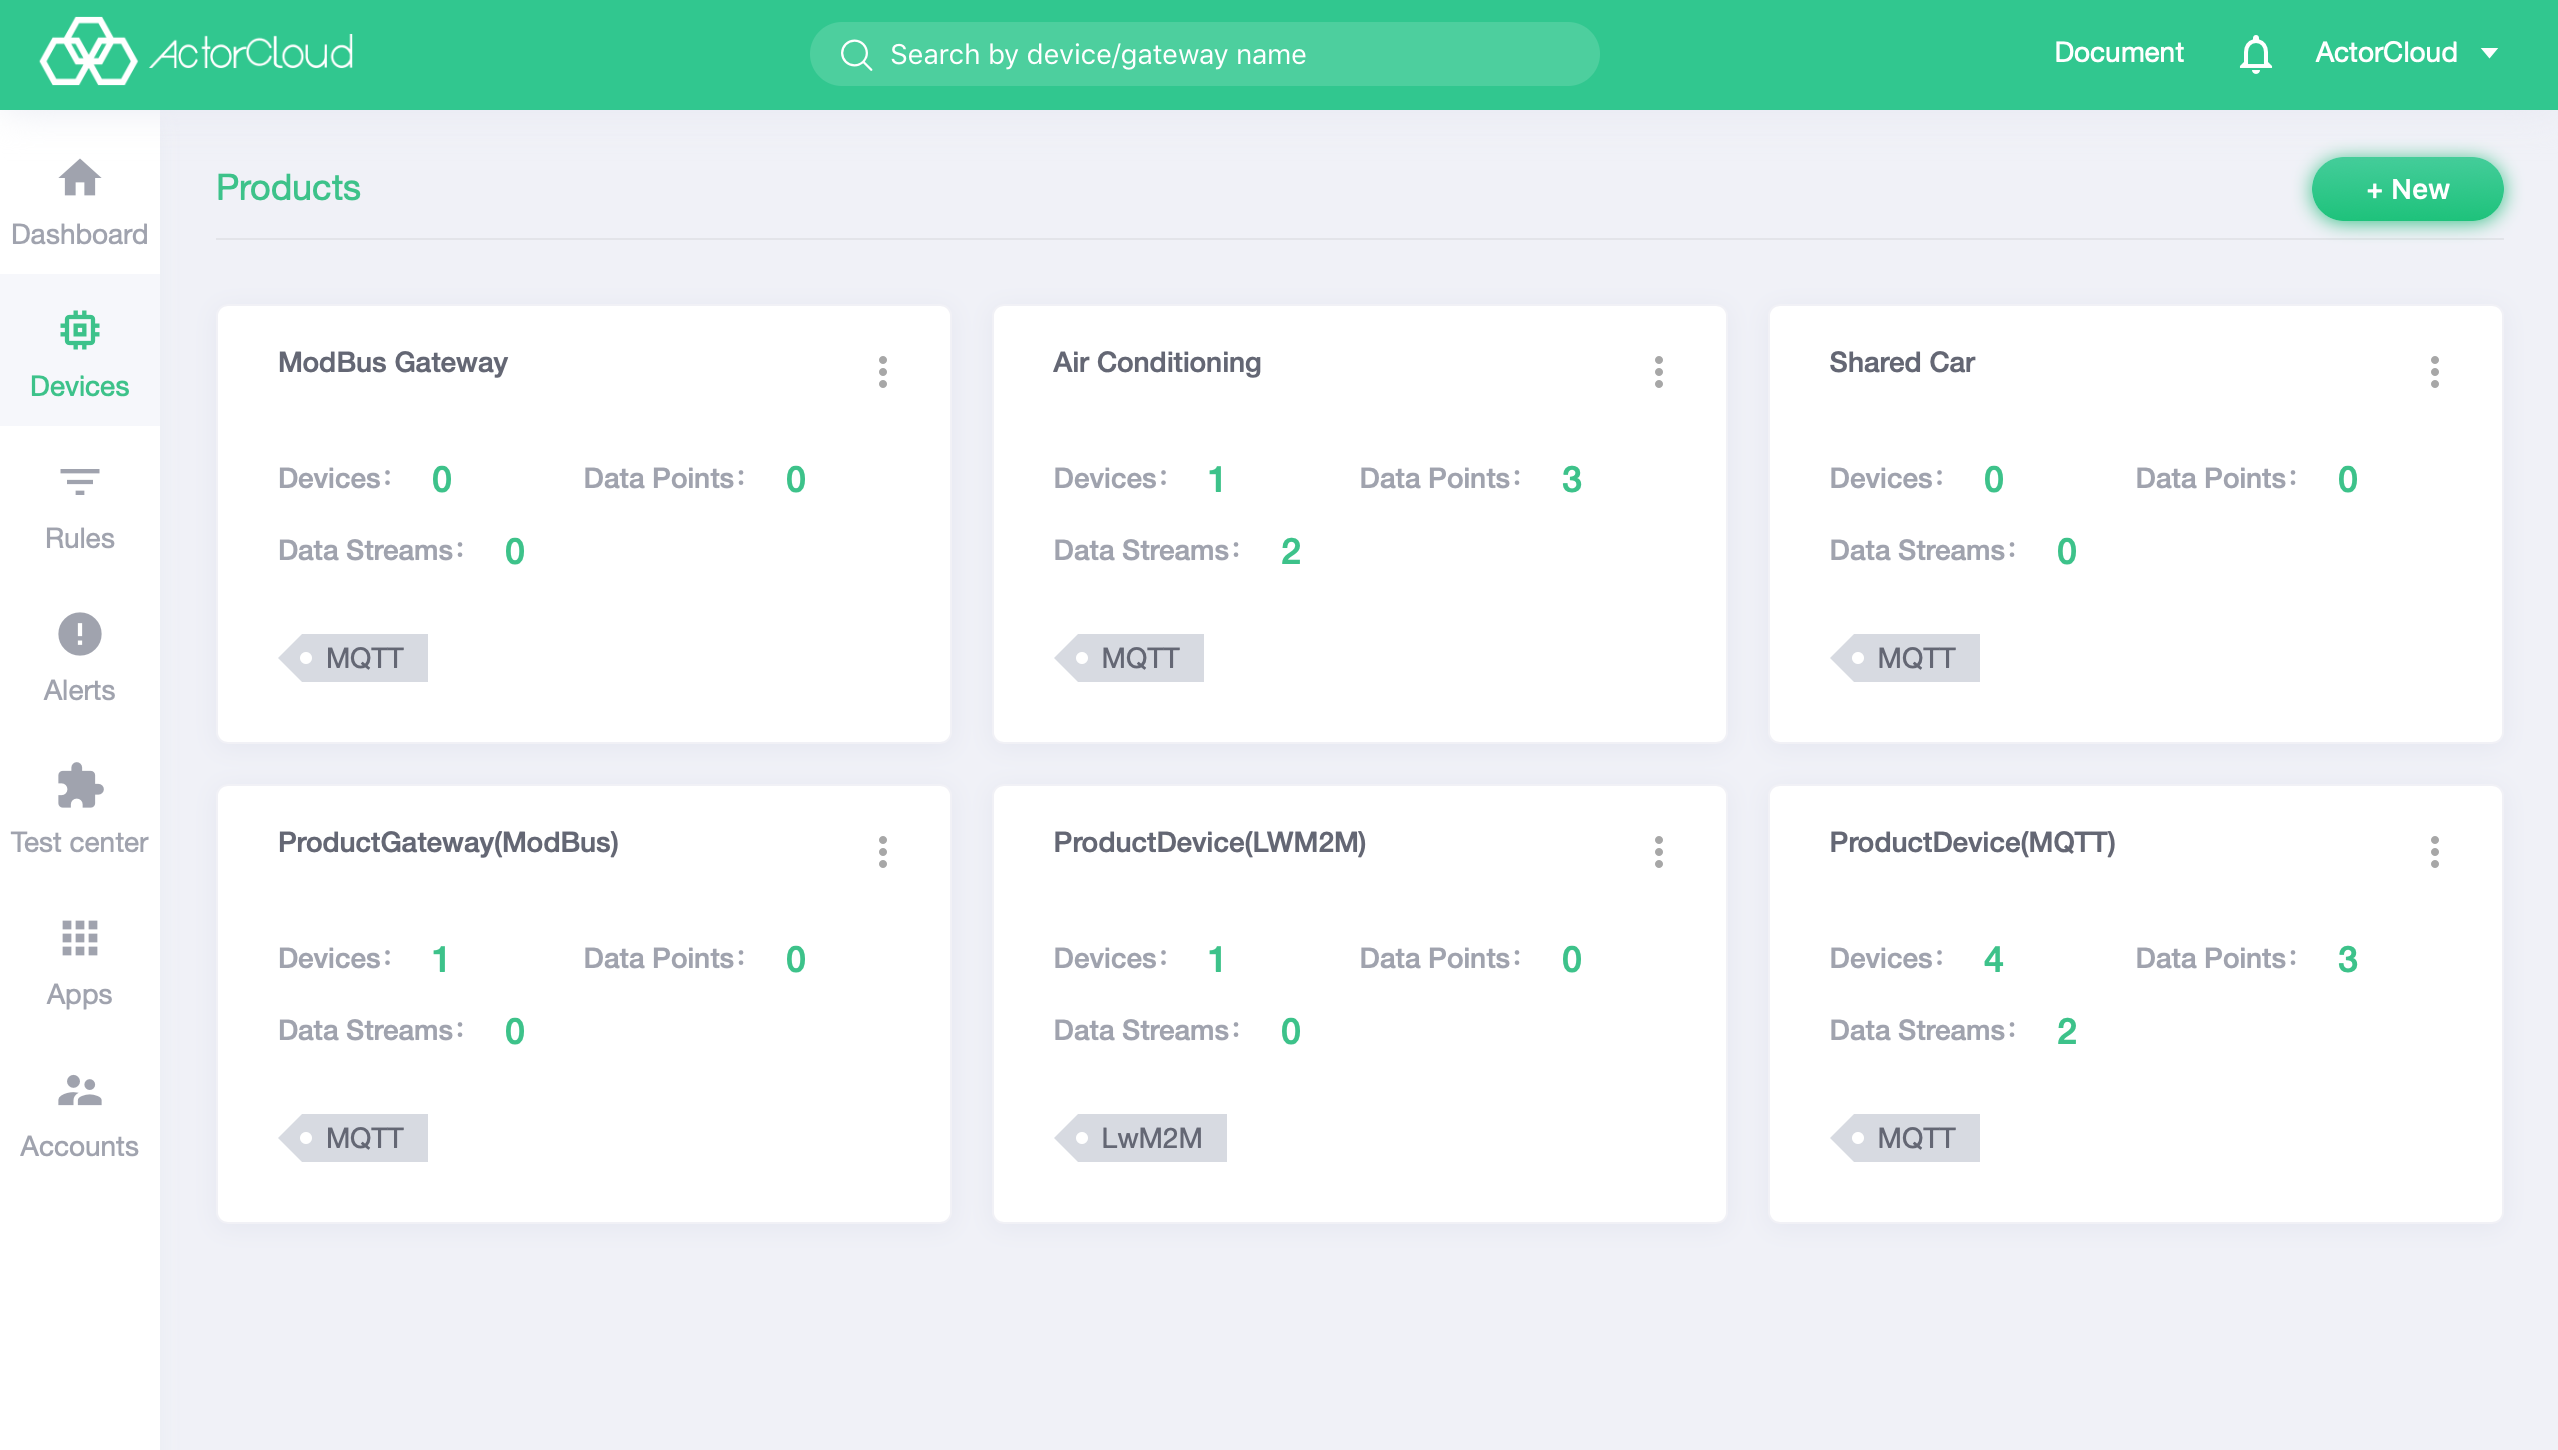 ActorCloud
Search by device/gateway name
Document
ActorCloud
Dashboard
Devices
Rules
Alerts
Test center
Apps
Accounts
Products
+ New
ModBus Gateway
Devices： 0 Data Points： 0
Data Streams： 0
MQTT
Air Conditioning
Devices： 1 Data Points： 3
Data Streams： 2
MQTT
Shared Car
Devices： 0 Data Points： 0
Data Streams： 0
MQTT
ProductGateway(ModBus)
Devices： 1 Data Points： 0
Data Streams： 0
MQTT
ProductDevice(LWM2M)
Devices： 1 Data Points： 0
Data Streams： 0
LwM2M
ProductDevice(MQTT)
Devices： 4 Data Points： 3
Data Streams： 2
MQTT